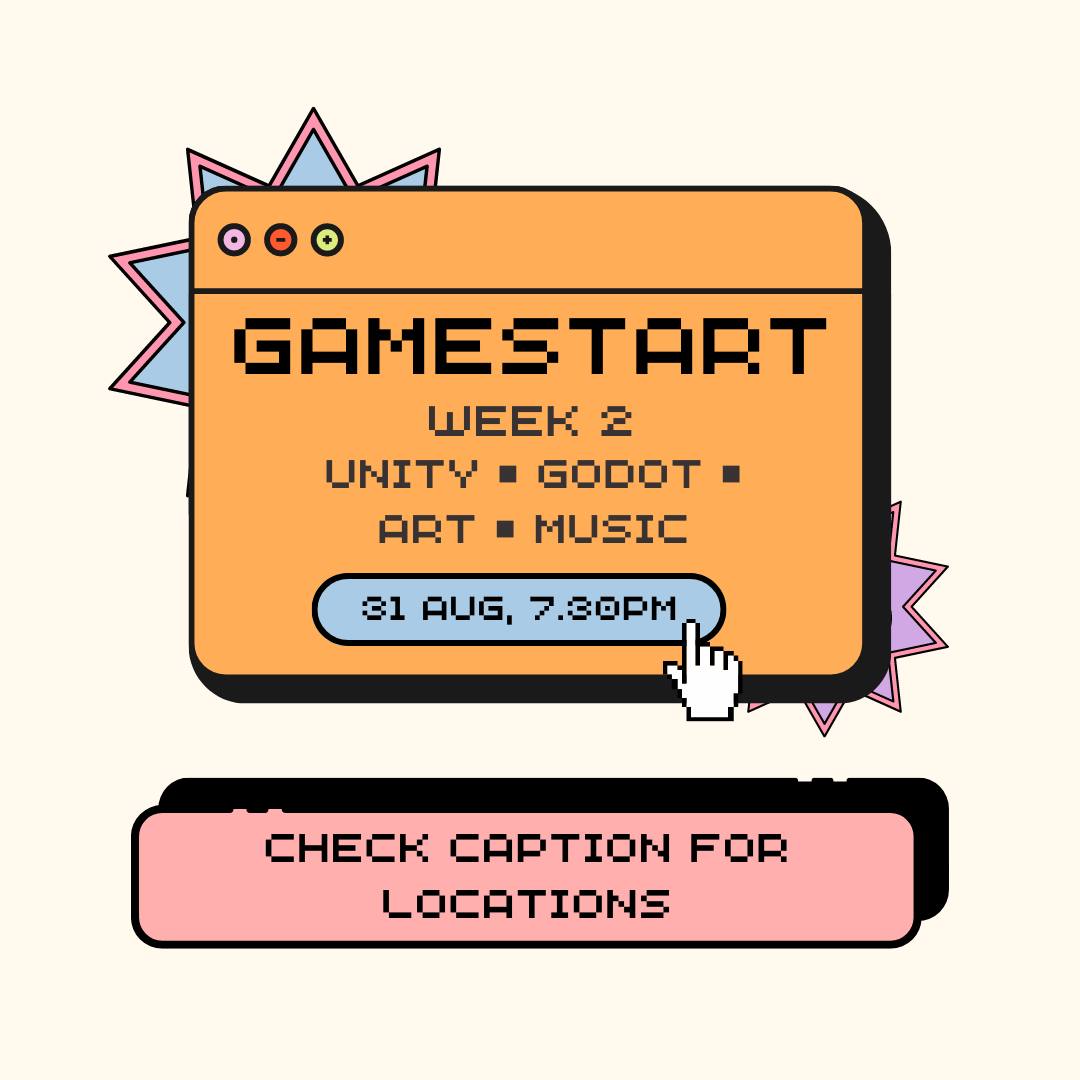 GAMESTART
WEEK 2
UNITY ▪ GODOT ▪
ART ▪ MUSIC
31 AUG, 7.30PM
CHECK CAPTION FOR
LOCATIONS